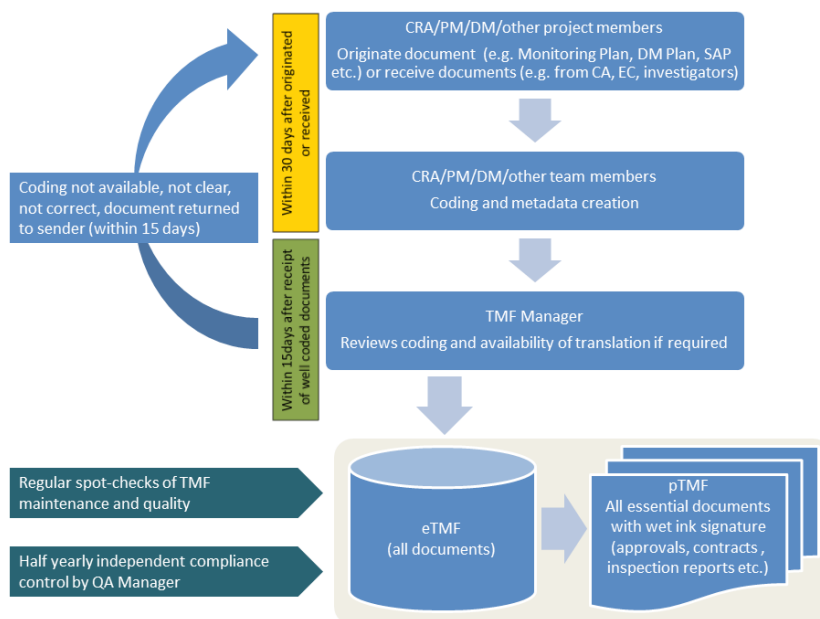 CRA/PM/DM/other project members
Originate document (e.g. Monitoring Plan, DM Plan, SAP
etc.) or receive documents (e.g. from CA, EC, investigators)
Within 30 days after originated
or received
CRA/PM/DM/other team members
Coding and metadata creation
Coding not available, not clear,
not correct, document returned
to sender (within 15 days)
Within 15days after receipt
of well coded documents
TMF Manager
Reviews coding and availability of translation if required
Regular spot-checks of TMF
maintenance and quality
Half yearly independent compliance
control by QA Manager
eTMF
(all documents)
pTMF
All essential documents
with wet ink signature
(approvals, contracts ,
inspection reports etc.)